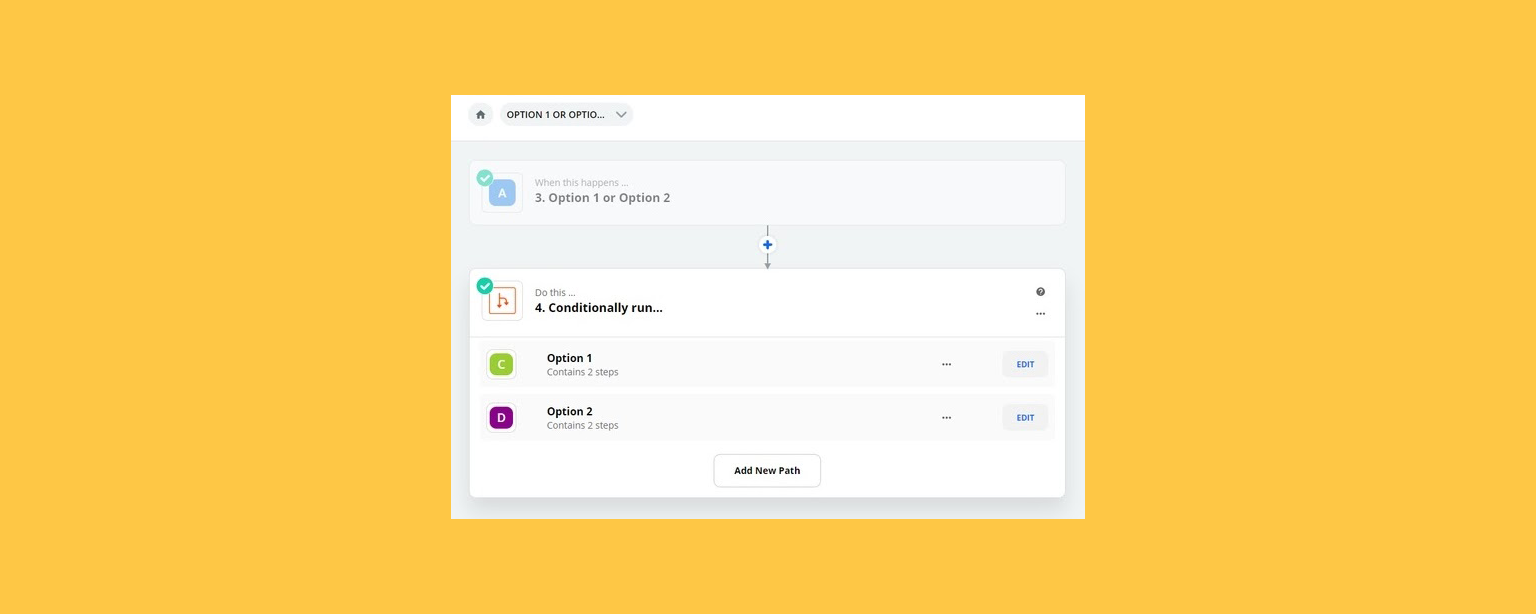 OPTION 1 OR OPTIO...
A
When this happens ...
3. Option 1 or Option 2
Do this ...
4. Conditionally run...
?
C
Option 1
Contains 2 steps
EDIT
D
Option 2
Contains 2 steps
EDIT
Add New Path